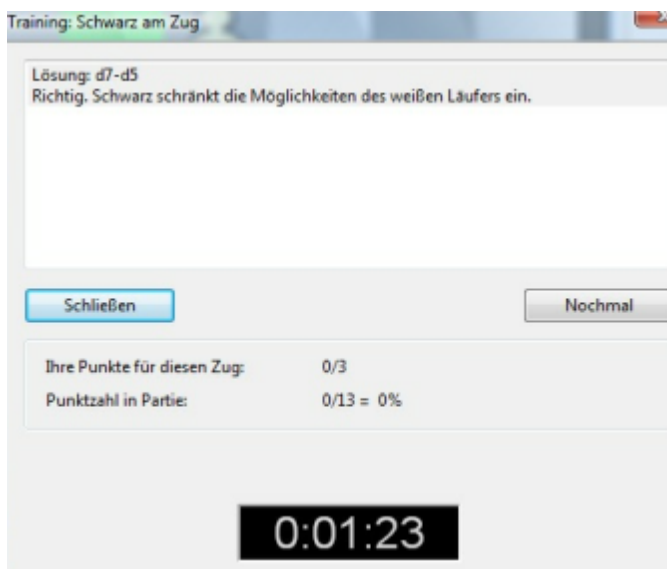 Training: Schwarz am Zug
Lösung: d7-d5
Richtig. Schwarz schränkt die Möglichkeiten des weißen Läufers ein.
Schließen
Nochmal
Ihre Punkte für diesen Zug: 0/3
Punktzahl in Partie: 0/13 = 0%
0:01:23